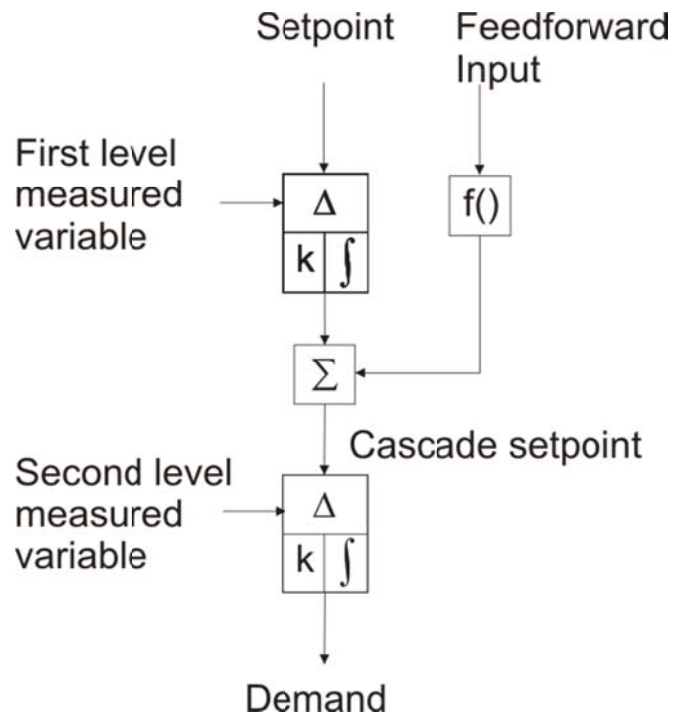 Setpoint
Feedforward
Input
First level
measured
variable
Δ
k ∫
f()
Σ
Cascade setpoint
Second level
measured
variable
Δ
k ∫
Demand